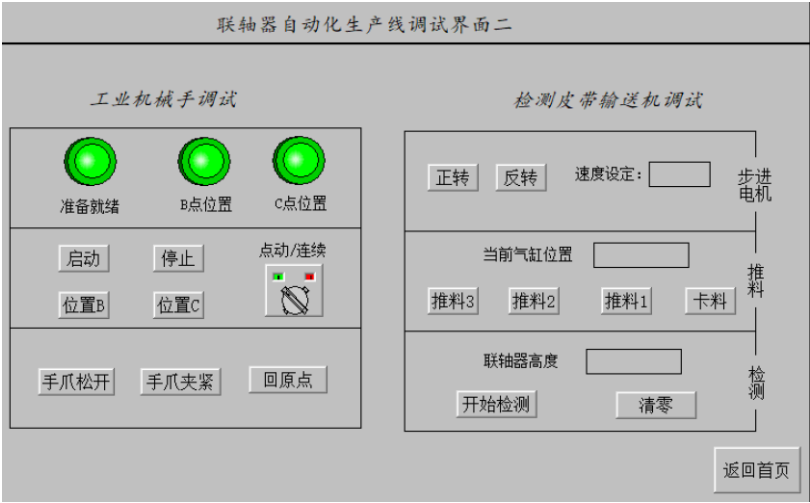 联轴器自动化生产线调试界面二
工业机械手调试
准备就绪 B点位置 C点位置
启动 停止 点动/连续
位置B 位置C
手爪松开 手爪夹紧 回原点
检测皮带输送机调试
正转 反转 速度设定: 步进电机
当前气缸位置
推料3 推料2 推料1 卡料 推料
联轴器高度
开始检测 清零 检测
返回首页